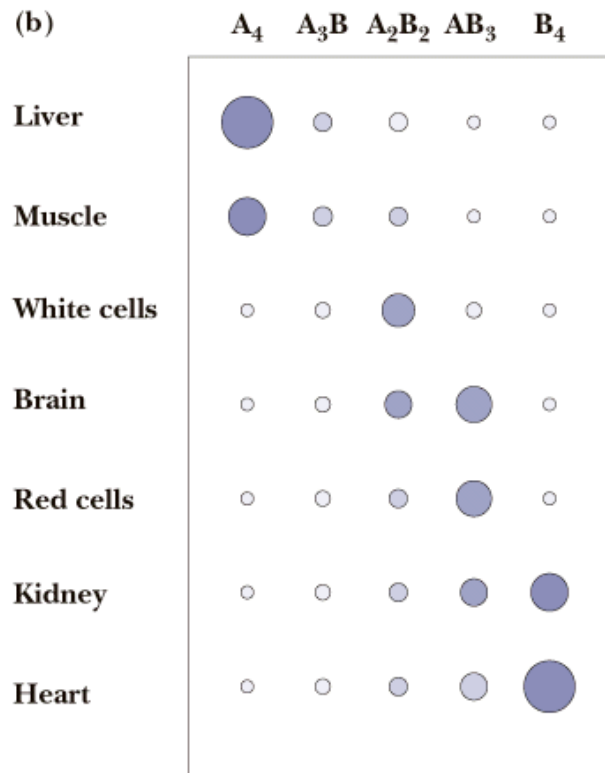 (b) A₄ A₃B A₂B₂ AB₃ B₄
Liver
Muscle
White cells
Brain
Red cells
Kidney
Heart